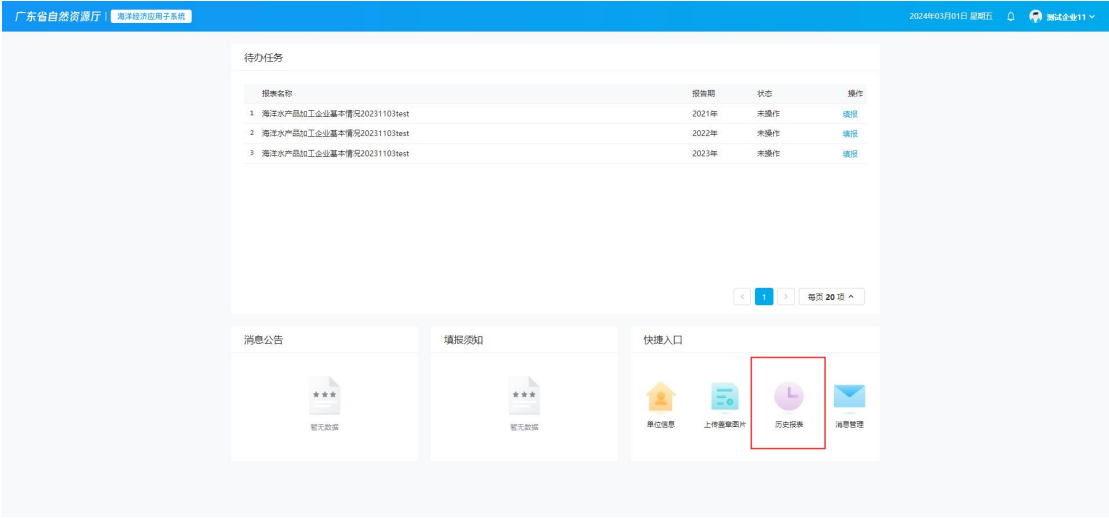 广东省自然资源厅 | 海洋经济应用子系统 2024年03月01日 星期五 测试企业11
待办任务
报表名称 报告期 状态 操作
1 海洋水产品加工企业基本情况20231103test 2021年 未操作 填报
2 海洋水产品加工企业基本情况20231103test 2022年 未操作 填报
3 海洋水产品加工企业基本情况20231103test 2023年 未操作 填报
< 1 > 每页 20 项
消息公告 填报须知 快捷入口
暂无数据 暂无数据 单位信息 上传盖章图片 历史报表 消息管理